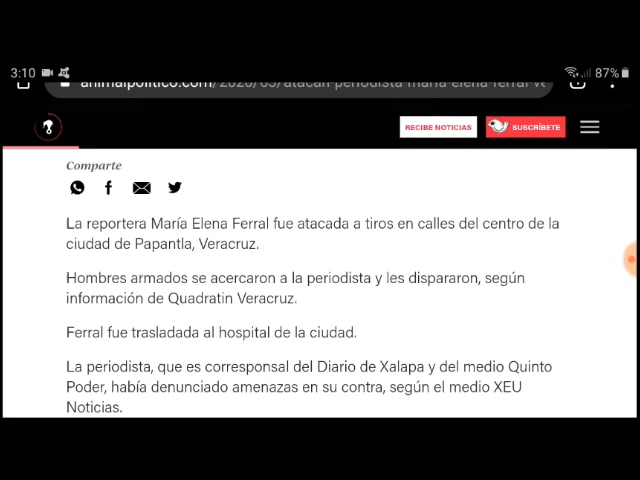 3:10
87%
animalpolitico.com/2020/03/atacan-periodista-maria-elena-ferral-ve
RECIBE NOTICIAS
SUSCRÍBETE
Comparte
La reportera María Elena Ferral fue atacada a tiros en calles del centro de la
ciudad de Papantla, Veracruz.
Hombres armados se acercaron a la periodista y les dispararon, según
información de Quadratin Veracruz.
Ferral fue trasladada al hospital de la ciudad.
La periodista, que es corresponsal del Diario de Xalapa y del medio Quinto
Poder, había denunciado amenazas en su contra, según el medio XEU
Noticias.